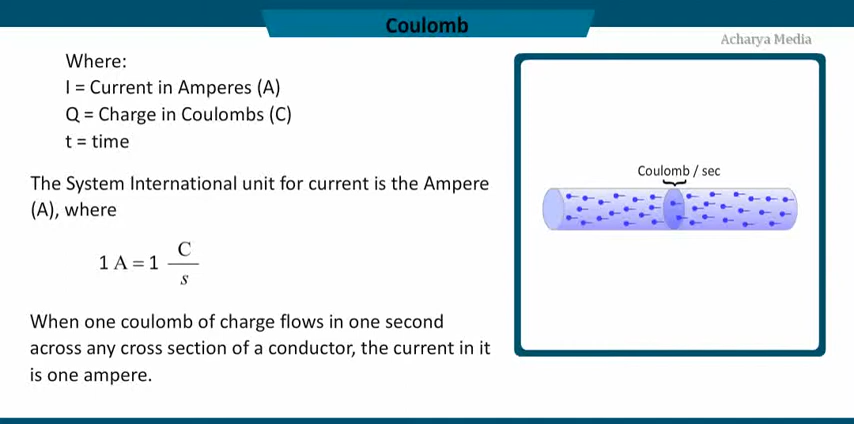 Coulomb
Acharya Media
Where:
I = Current in Amperes (A)
Q = Charge in Coulombs (C)
t = time
The System International unit for current is the Ampere
(A), where
1 A = 1 C/s
When one coulomb of charge flows in one second
across any cross section of a conductor, the current in it
is one ampere.
Coulomb / sec